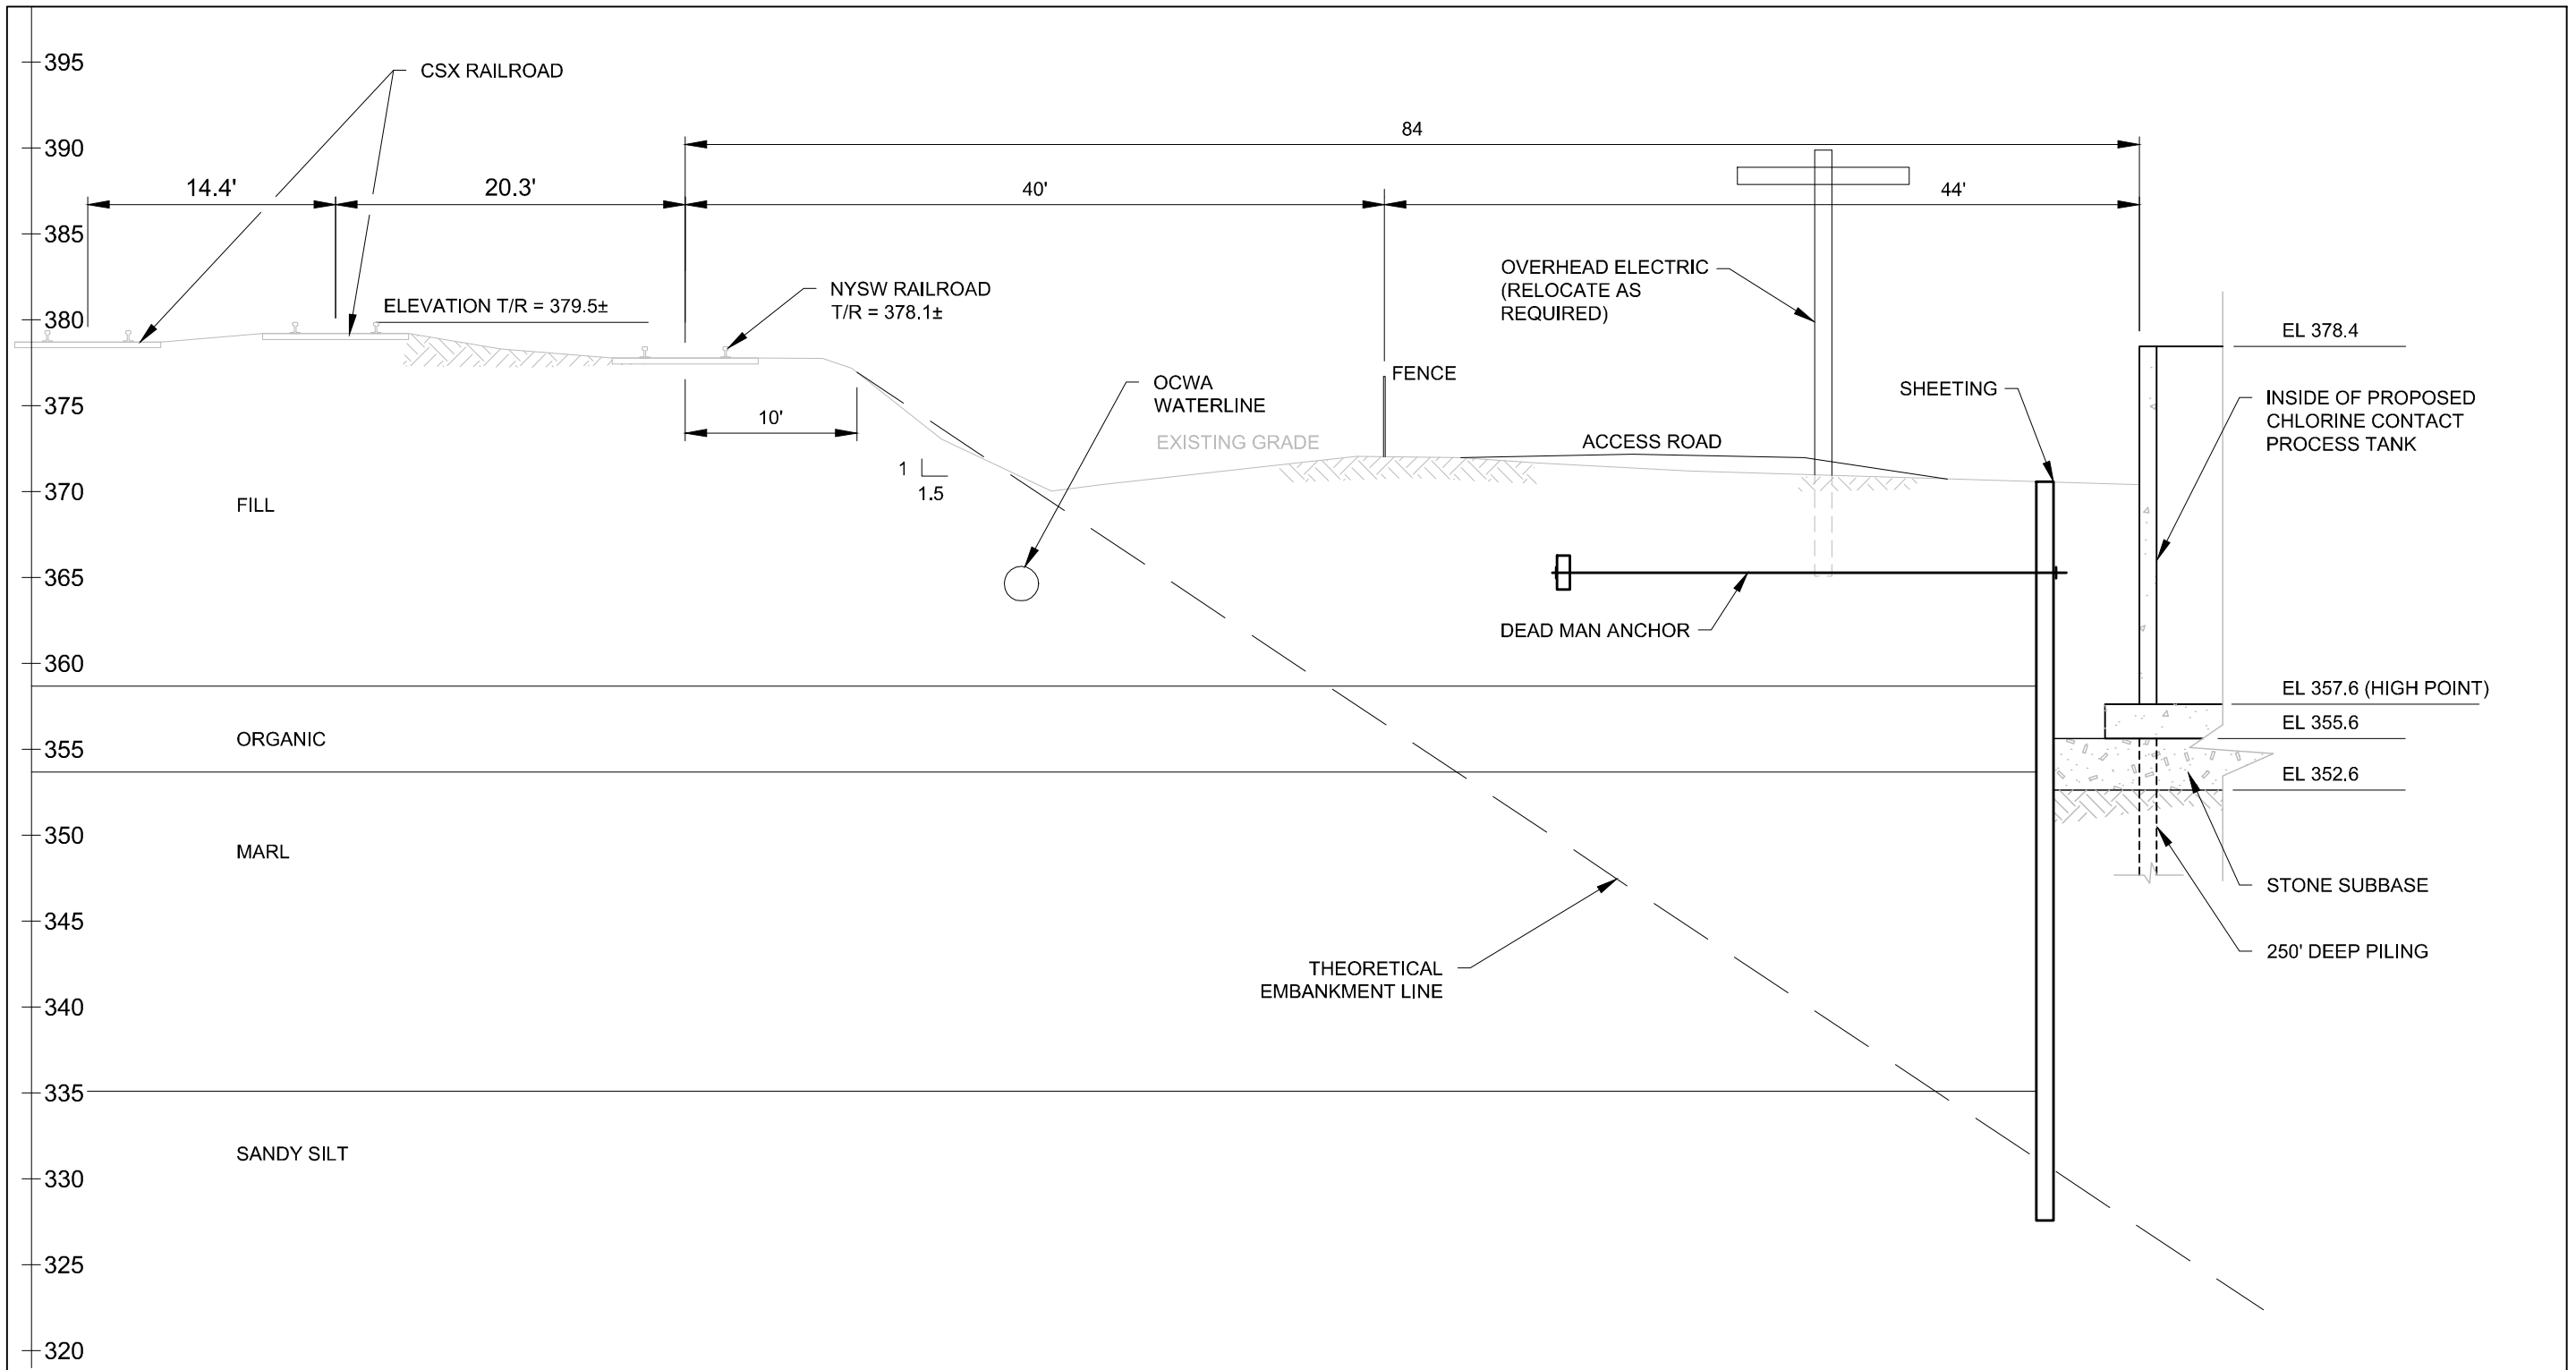 395
CSX RAILROAD
390
84
14.4'
20.3'
40'
44'
385
OVERHEAD ELECTRIC
(RELOCATE AS
REQUIRED)
NYSW RAILROAD
T/R = 378.1±
ELEVATION T/R = 379.5±
380
EL 378.4
FENCE
OCWA
WATERLINE
SHEETING
INSIDE OF PROPOSED
CHLORINE CONTACT
PROCESS TANK
375
10'
EXISTING GRADE
ACCESS ROAD
1
1.5
370
FILL
365
DEAD MAN ANCHOR
360
EL 357.6 (HIGH POINT)
EL 355.6
ORGANIC
355
EL 352.6
350
MARL
STONE SUBBASE
345
250' DEEP PILING
THEORETICAL
EMBANKMENT LINE
340
335
SANDY SILT
330
325
320